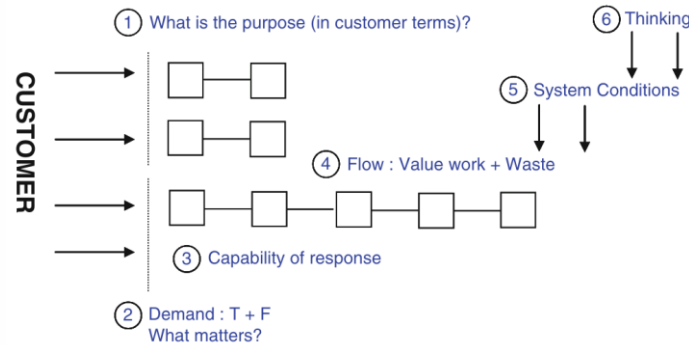 1 What is the purpose (in customer terms)?
6 Thinking
5 System Conditions
CUSTOMER
4 Flow : Value work + Waste
3 Capability of response
2 Demand : T + F
What matters?